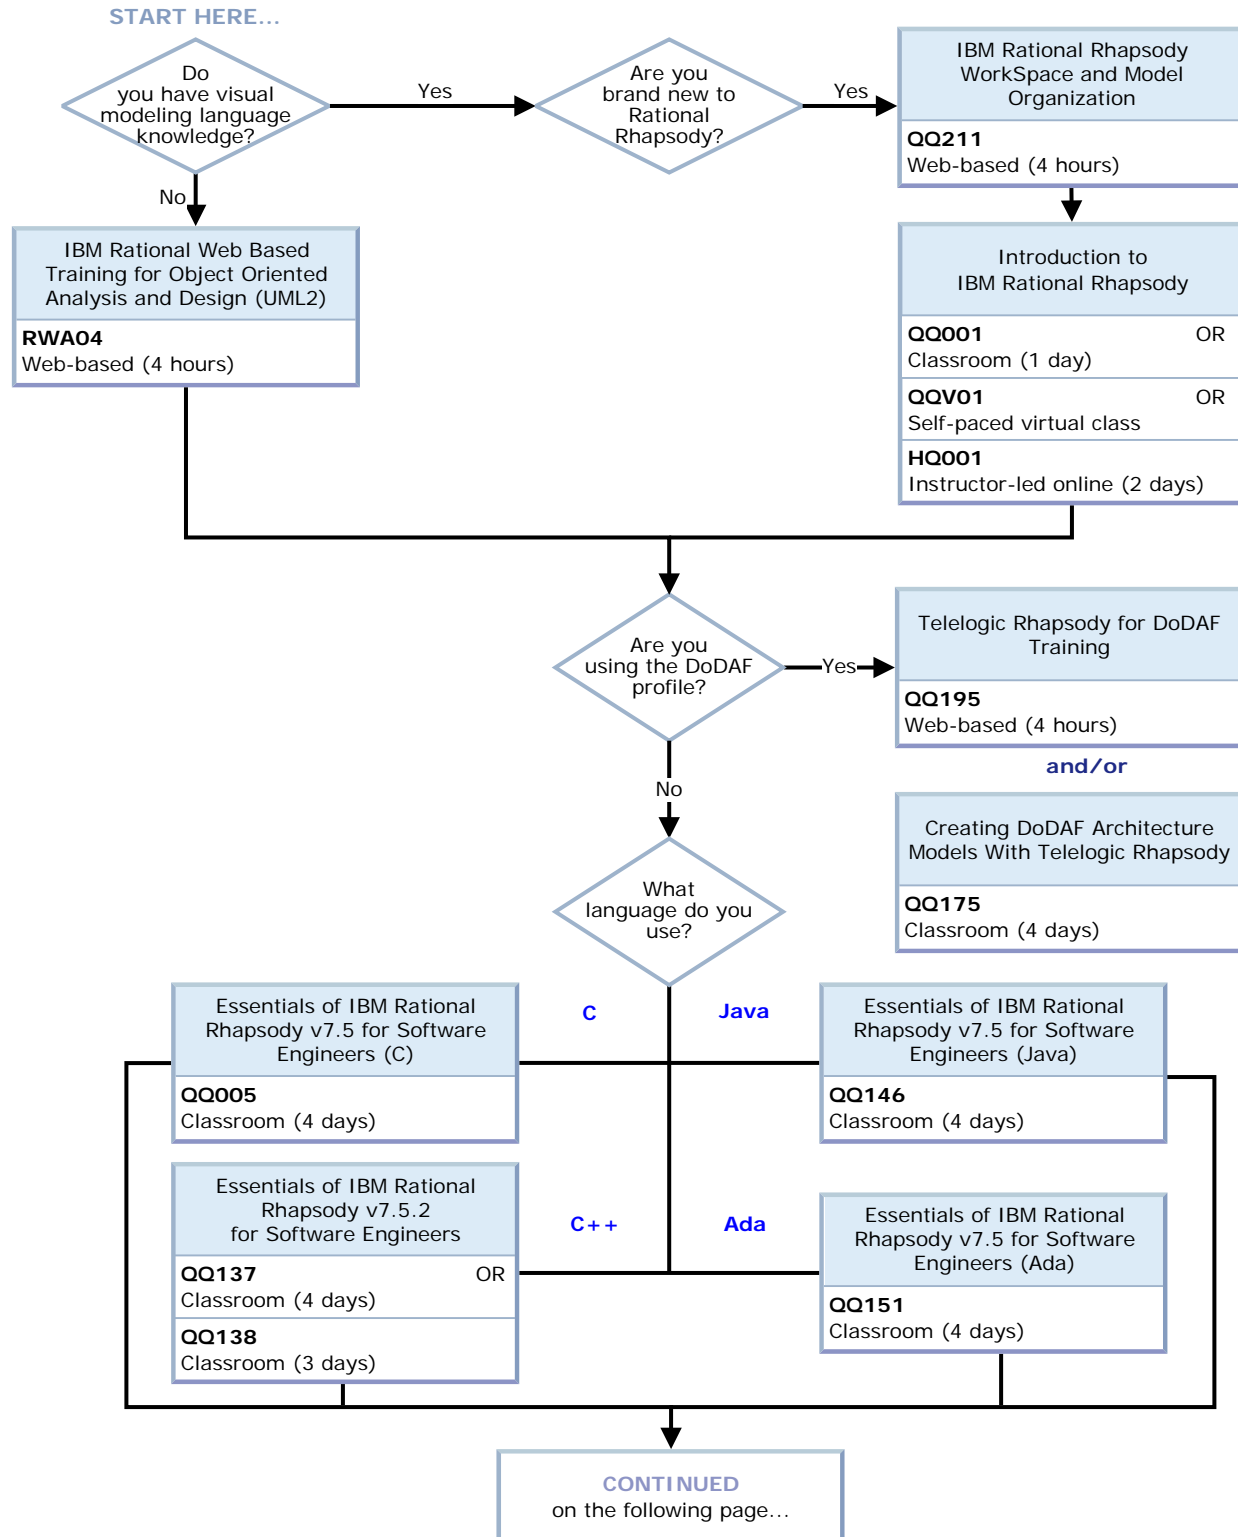 START HERE...
Do
you have visual
modeling language
knowledge?
Yes
Are you
brand new to
Rational
Rhapsody?
Yes
IBM Rational Rhapsody
WorkSpace and Model
Organization
QQ211
Web-based (4 hours)
No
IBM Rational Web Based
Training for Object Oriented
Analysis and Design (UML2)
RWA04
Web-based (4 hours)
Introduction to
IBM Rational Rhapsody
QQ001 OR
Classroom (1 day)
QQV01 OR
Self-paced virtual class
HQ001
Instructor-led online (2 days)
Are you
using the DoDAF
profile?
Yes
Telelogic Rhapsody for DoDAF
Training
QQ195
Web-based (4 hours)
and/or
No
Creating DoDAF Architecture
Models With Telelogic Rhapsody
QQ175
Classroom (4 days)
What
language do you
use?
Essentials of IBM Rational
Rhapsody v7.5 for Software
Engineers (C)
QQ005
Classroom (4 days)
C
Java
Essentials of IBM Rational
Rhapsody v7.5 for Software
Engineers (Java)
QQ146
Classroom (4 days)
Essentials of IBM Rational
Rhapsody v7.5.2
for Software Engineers
QQ137 OR
Classroom (4 days)
QQ138
Classroom (3 days)
C++
Ada
Essentials of IBM Rational
Rhapsody v7.5 for Software
Engineers (Ada)
QQ151
Classroom (4 days)
CONTINUED
on the following page...